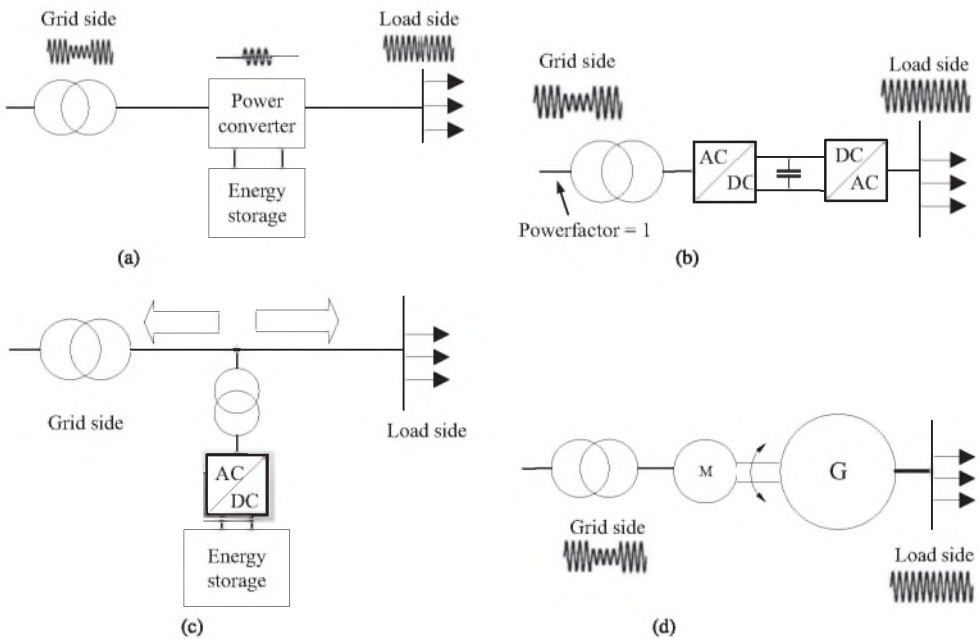 Grid side
Load side
Power
converter
Energy
storage
(a)
Grid side
Load side
AC
DC
DC
AC
Powerfactor = 1
(b)
Grid side
Load side
AC
DC
Energy
storage
(c)
M
G
Grid side
Load side
(d)